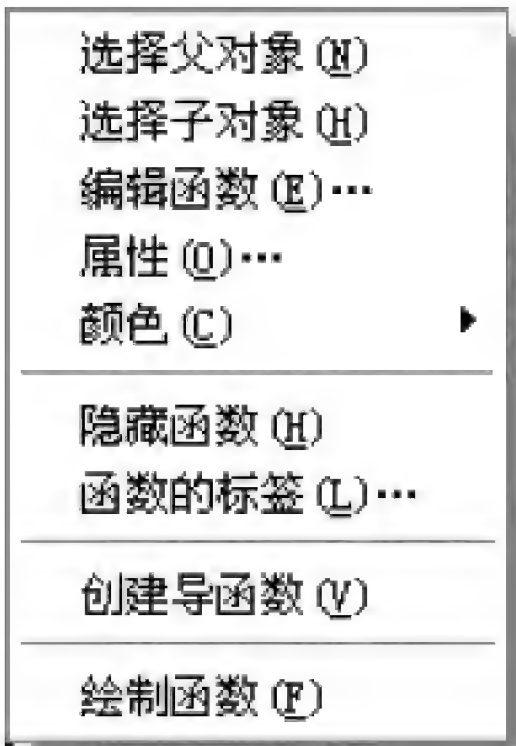 选择父对象(N)
选择子对象(H)
编辑函数(E)…
属性(O)…
颜色(C)
隐藏函数(H)
函数的标签(L)…
创建导函数(V)
绘制函数(F)